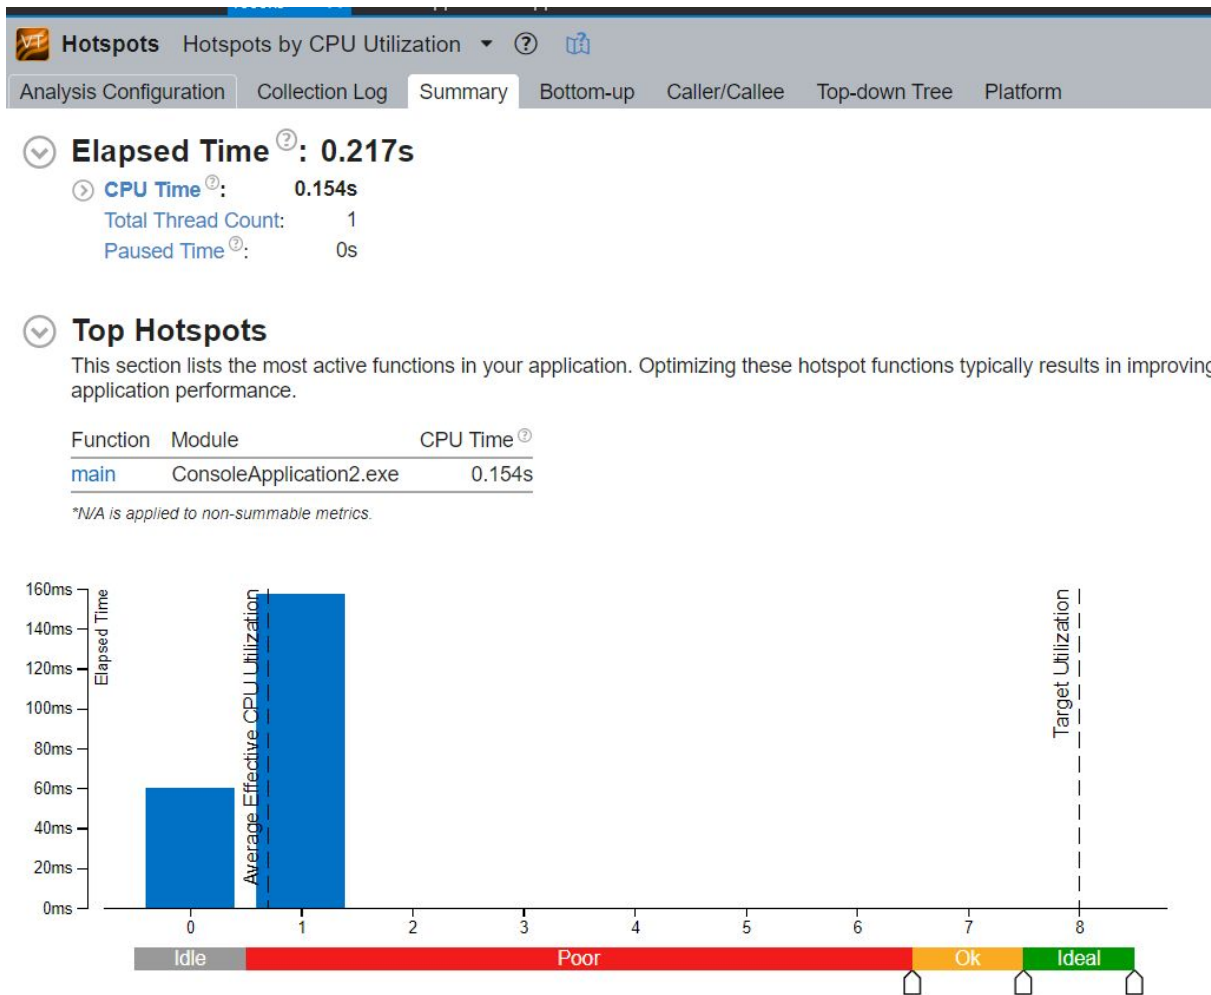 VT Hotspots Hotspots by CPU Utilization
Analysis Configuration Collection Log Summary Bottom-up Caller/Callee Top-down Tree Platform
Elapsed Time ?: 0.217s
CPU Time ?: 0.154s
Total Thread Count: 1
Paused Time ?: 0s
Top Hotspots
This section lists the most active functions in your application. Optimizing these hotspot functions typically results in improving
application performance.
Function Module CPU Time ?
main ConsoleApplication2.exe 0.154s
*N/A is applied to non-summable metrics.
160ms
140ms
120ms
100ms
80ms
60ms
40ms
20ms
0ms
Elapsed Time
Average Effective CPU Utilization
Target Utilization
0 1 2 3 4 5 6 7 8
Idle Poor Ok Ideal